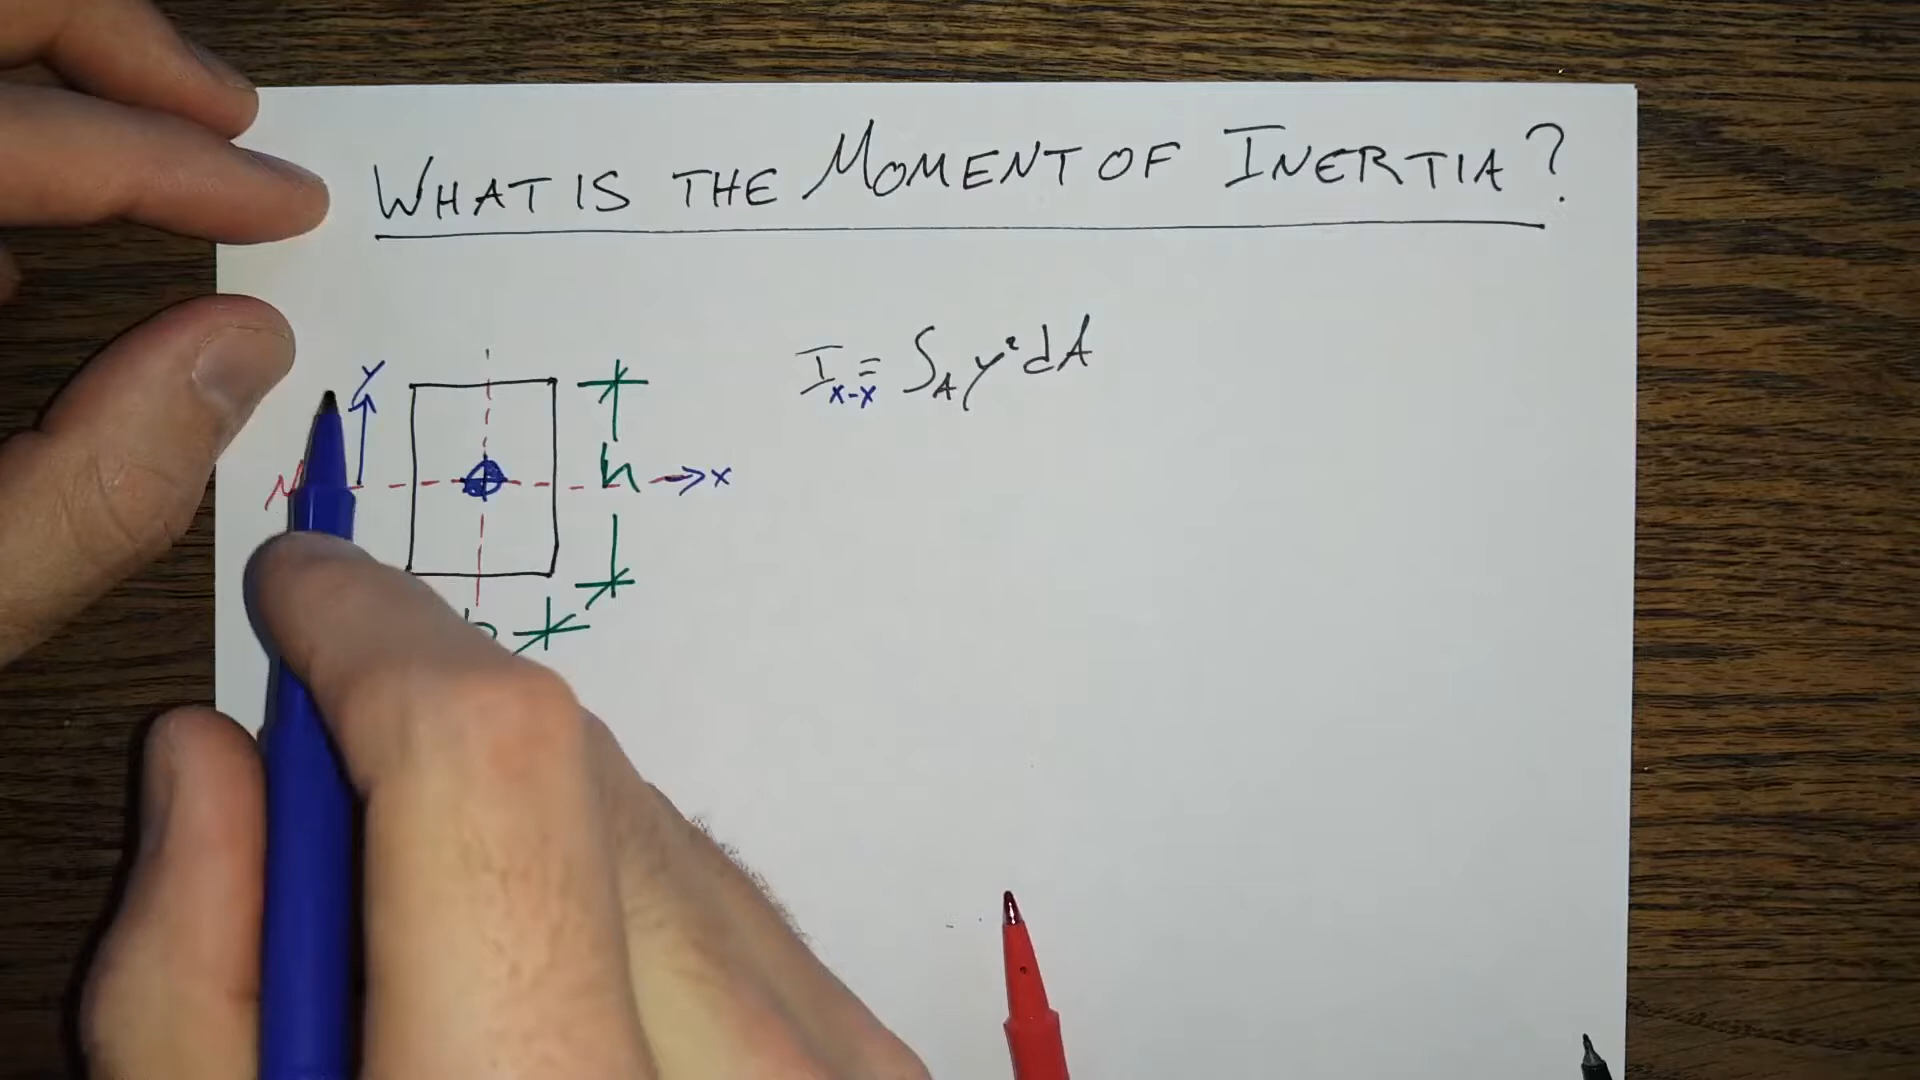 WHAT IS THE MOMENT OF INERTIA?
I x-x = ∫A y² dA
y
h
x
b